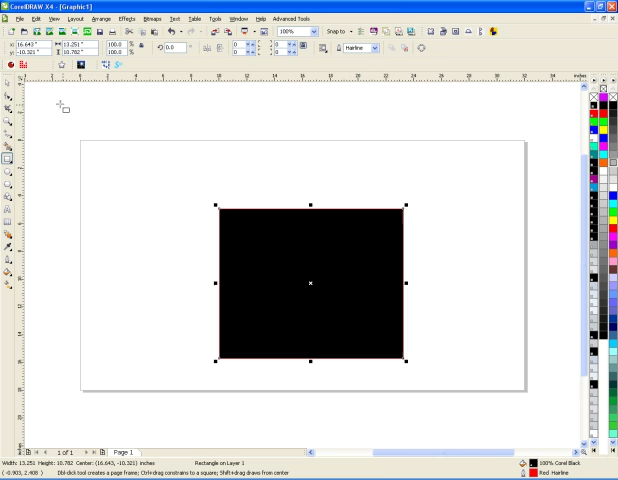 CorelDRAW X4 - [Graphic1]
File Edit View Layout Arrange Effects Bitmaps Text Table Tools Window Help Advanced Tools
100% Snap to
x: 16.643 " 13.251 " 100.0 % 0.0 ° 0 0 Hairline
y: -10.321 " 10.782 " 100.0 % 0 0
inches
1 of 1 Page 1
Width: 13.251 Height: 10.782 Center: (16.643, -10.321) inches Rectangle on Layer 1 100% Corel Black
( -0.903, 2.408 ) Dbl-click tool creates a page frame; Ctrl+drag constrains to a square; Shift+drag draws from center Red Hairline